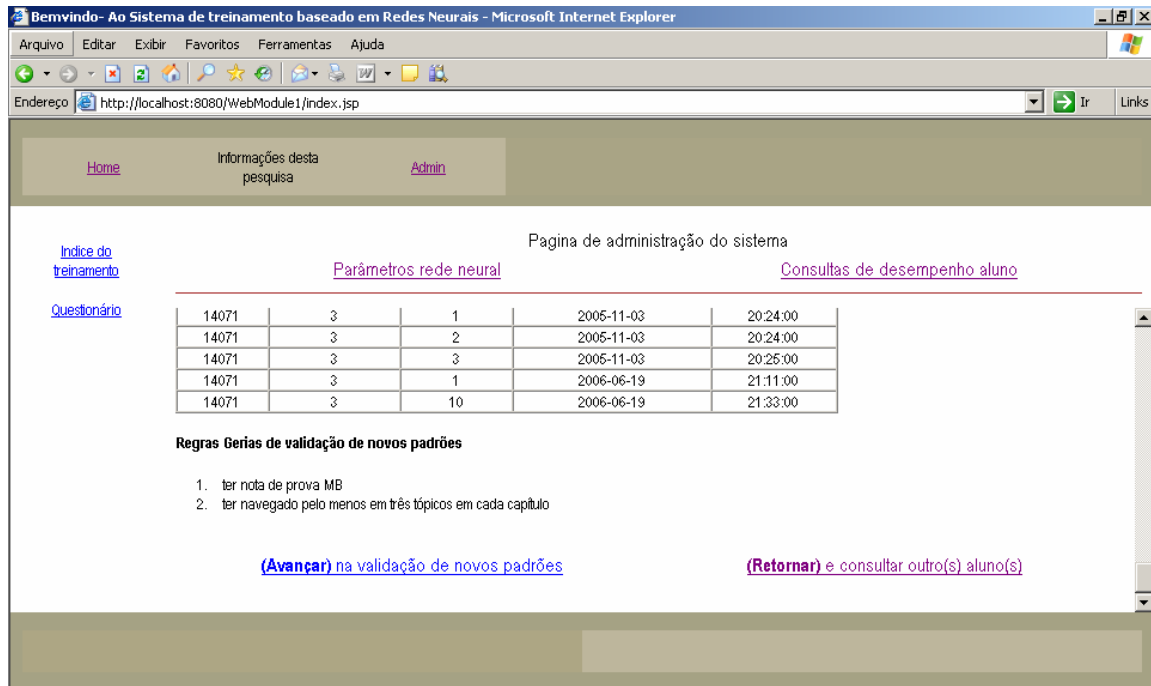 Bemvindo- Ao Sistema de treinamento baseado em Redes Neurais - Microsoft Internet Explorer
Arquivo Editar Exibir Favoritos Ferramentas Ajuda
Endereço http://localhost:8080/WebModule1/index.jsp Ir Links
Home Informações desta pesquisa Admin
Indice do treinamento
Questionário
Pagina de administração do sistema
Parâmetros rede neural Consultas de desempenho aluno
14071 3 1 2005-11-03 20:24:00
14071 3 2 2005-11-03 20:24:00
14071 3 3 2005-11-03 20:25:00
14071 3 1 2006-06-19 21:11:00
14071 3 10 2006-06-19 21:33:00
Regras Gerias de validação de novos padrões
1. ter nota de prova MB
2. ter navegado pelo menos em três tópicos em cada capítulo
(Avançar) na validação de novos padrões (Retornar) e consultar outro(s) aluno(s)